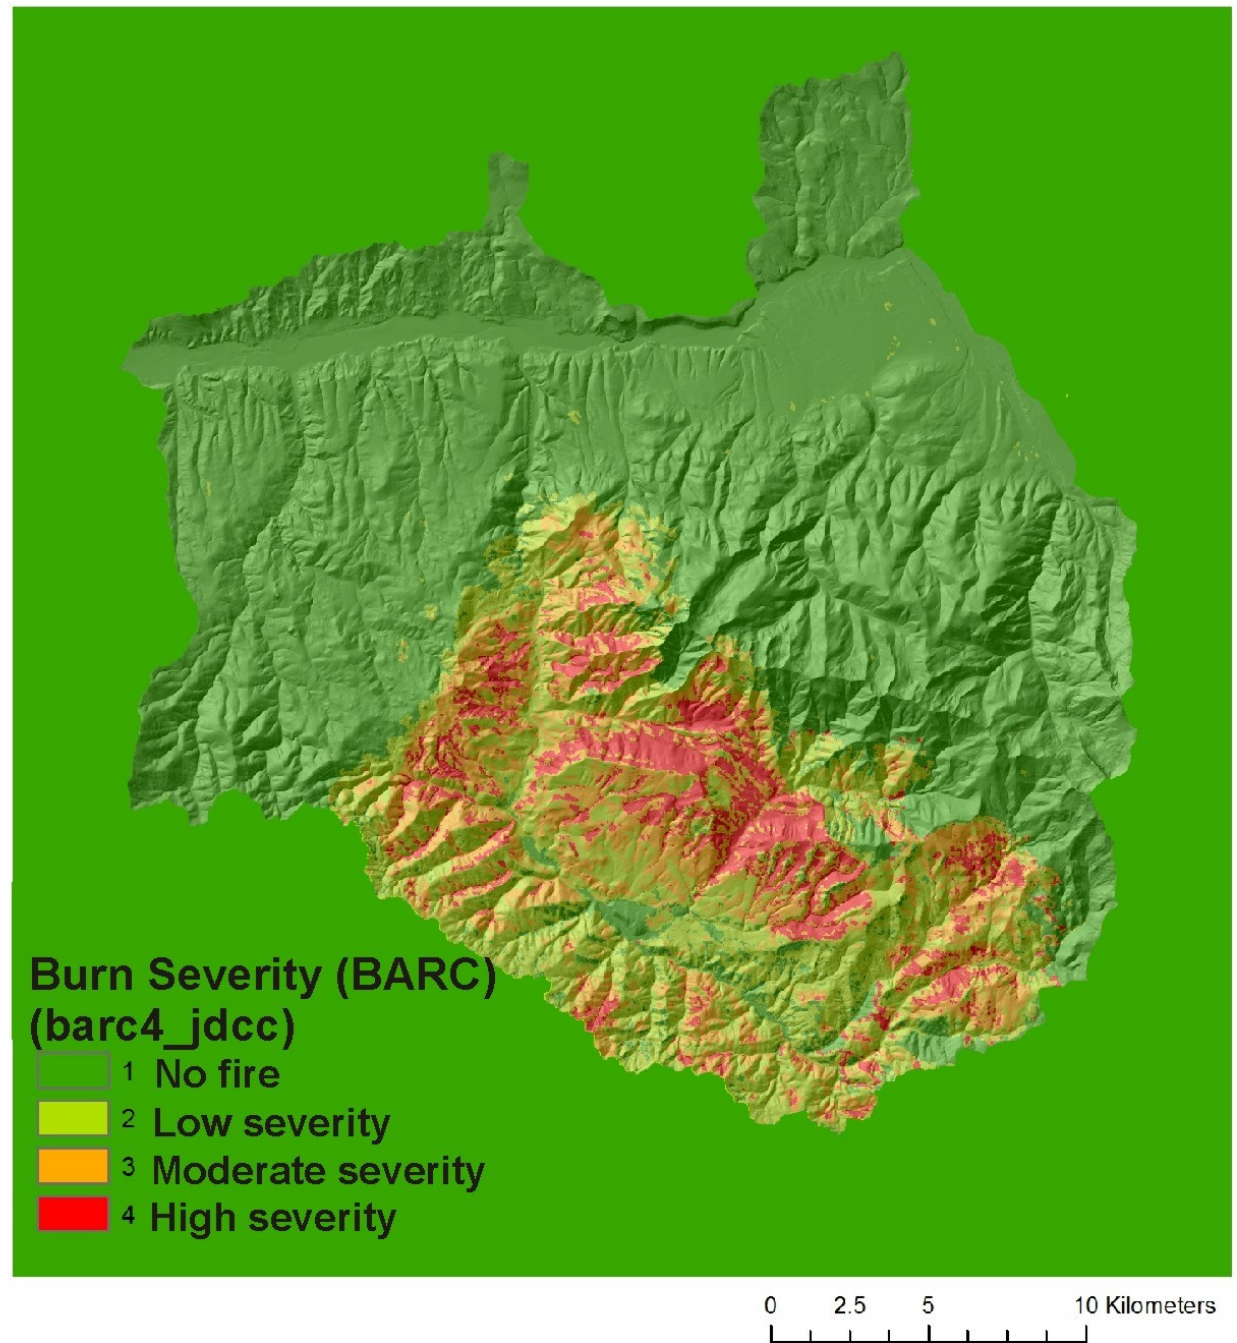 Burn Severity (BARC)
(barc4_jdcc)
1 No fire
2 Low severity
3 Moderate severity
4 High severity
0 2.5 5 10 Kilometers